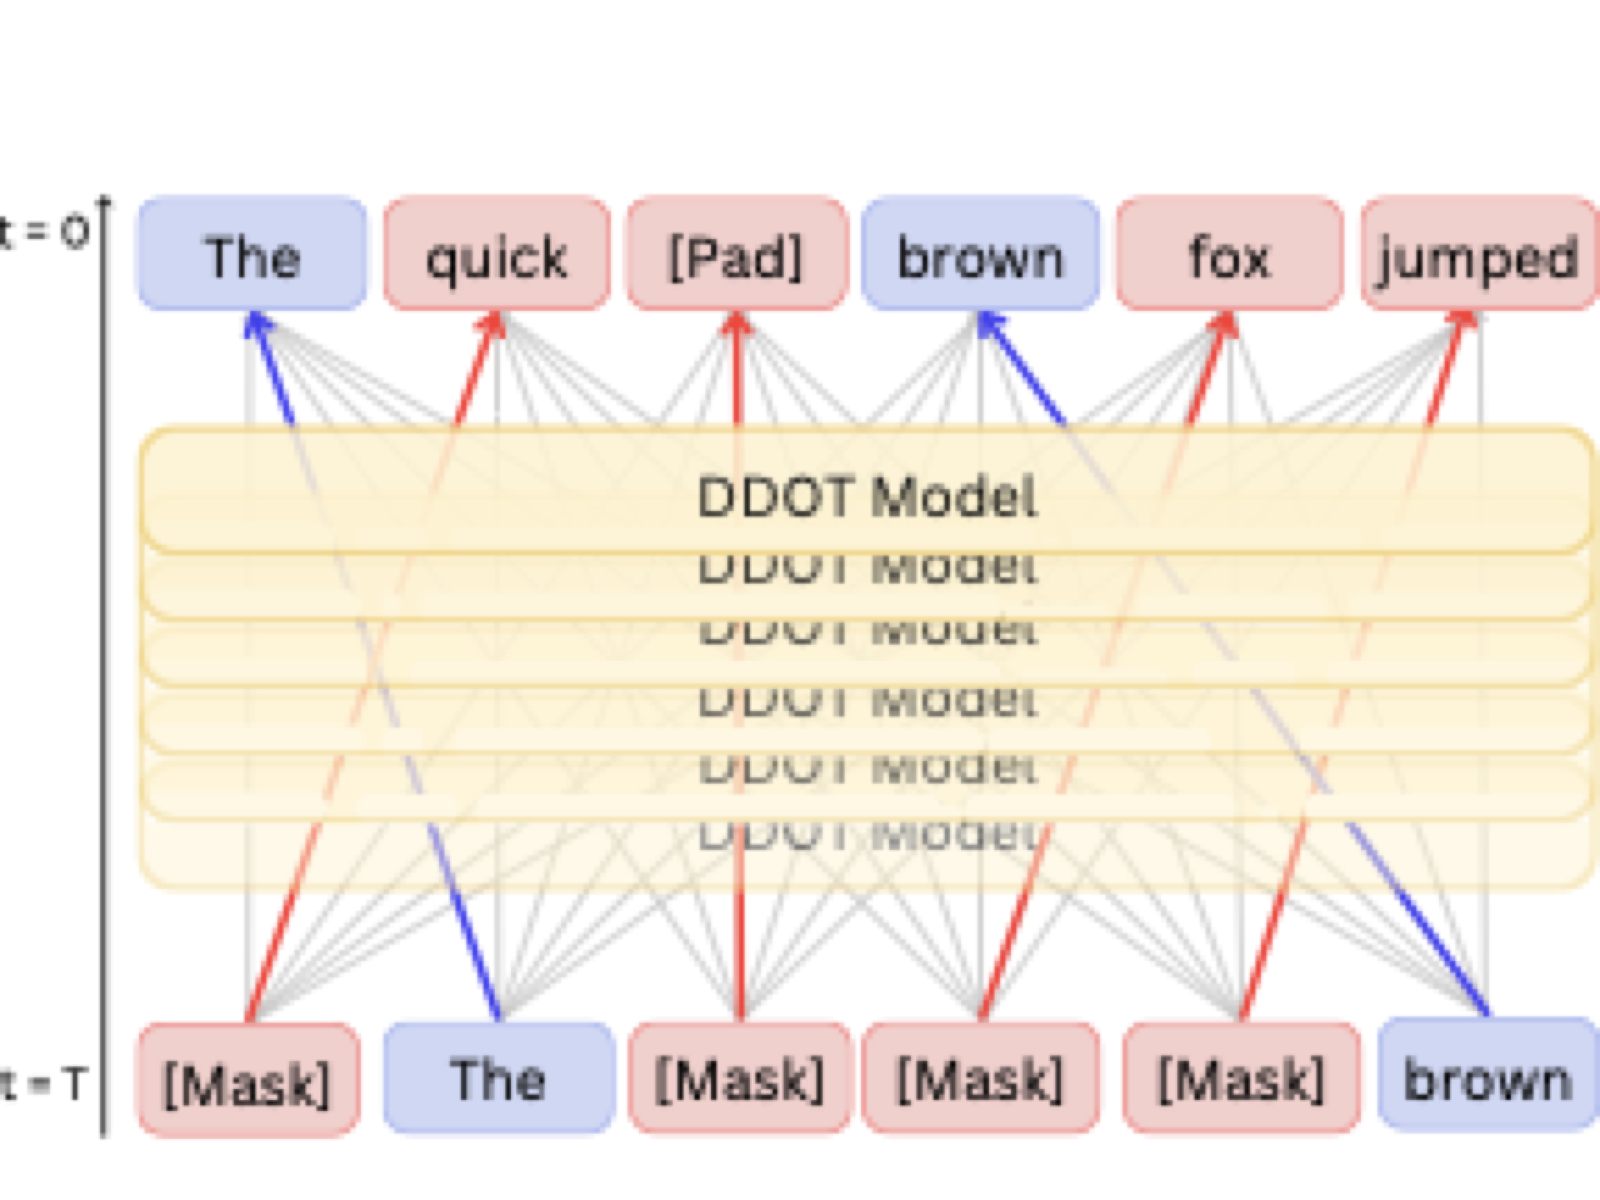 t = 0 The quick [Pad] brown fox jumped
DDOT Model
DDOT Model
DDOT Model
DDOT Model
DDOT Model
DDOT Model
t = T [Mask] The [Mask] [Mask] [Mask] brown